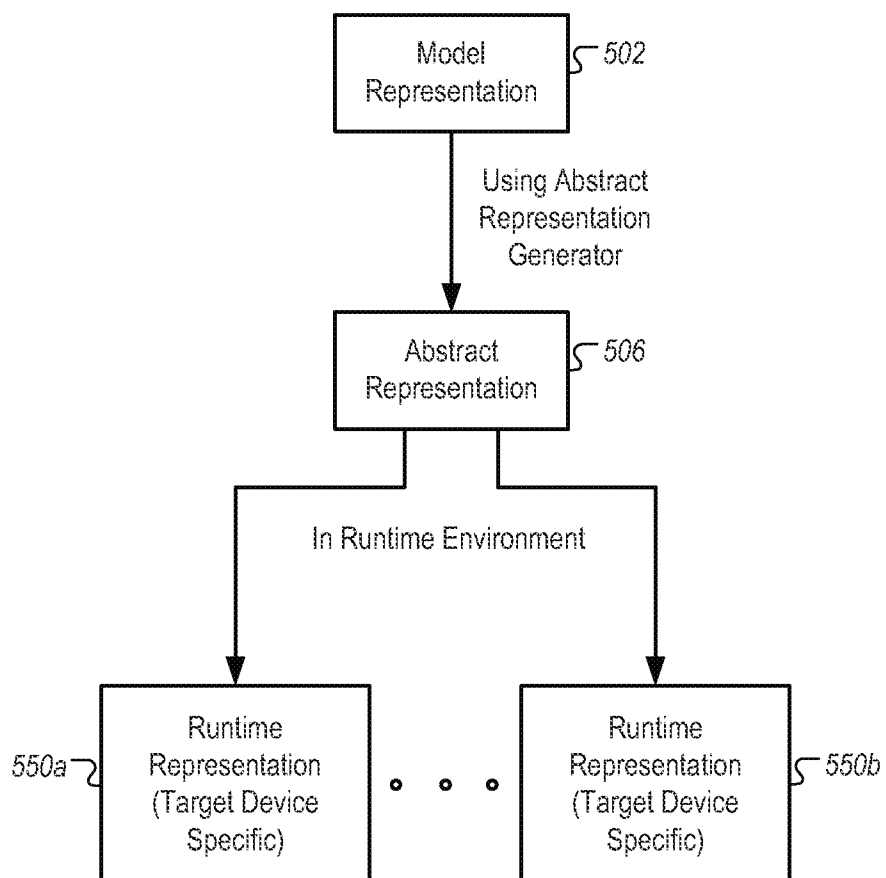 Model
Representation
502
Using Abstract
Representation
Generator
Abstract
Representation
506
In Runtime Environment
Runtime
Representation
(Target Device
Specific)
550a
Runtime
Representation
(Target Device
Specific)
550b